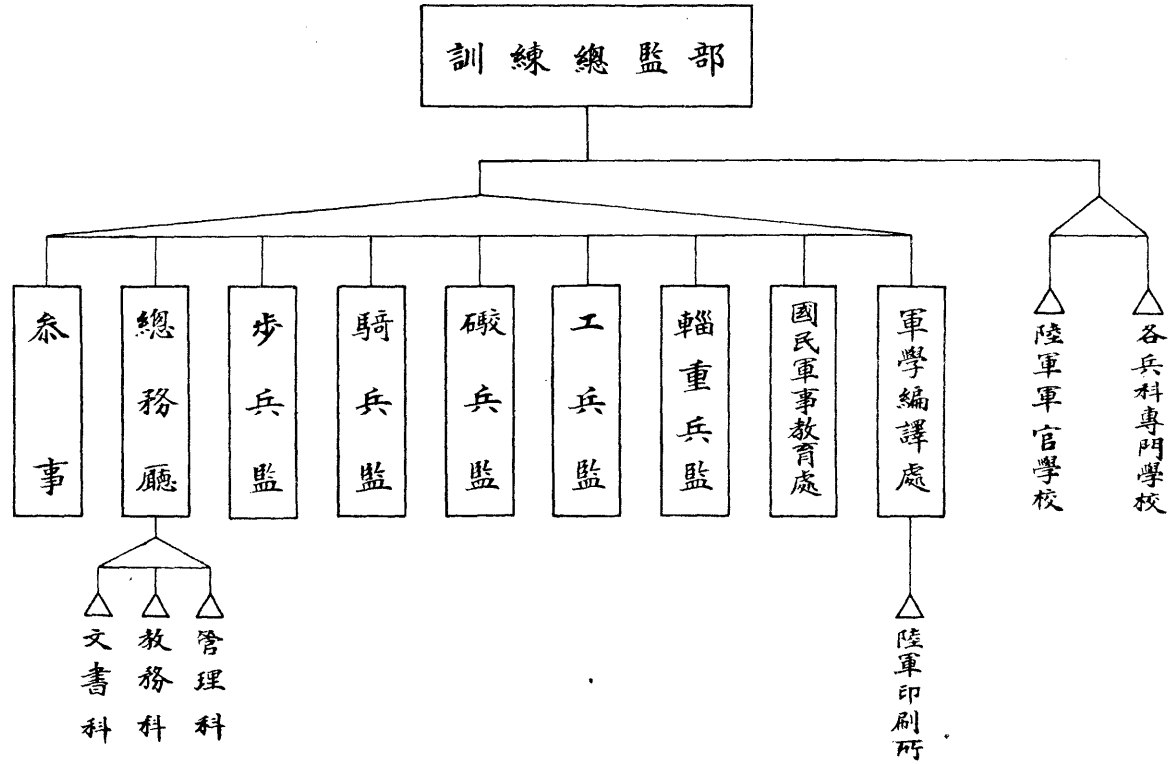 訓練總監部
叅事
總務廳
步兵監
騎兵監
礮兵監
工兵監
輜重兵監
國民軍事教育處
軍學編譯處
陸軍軍官學校
各兵科專門學校
文書科
教務科
管理科
陸軍印刷所